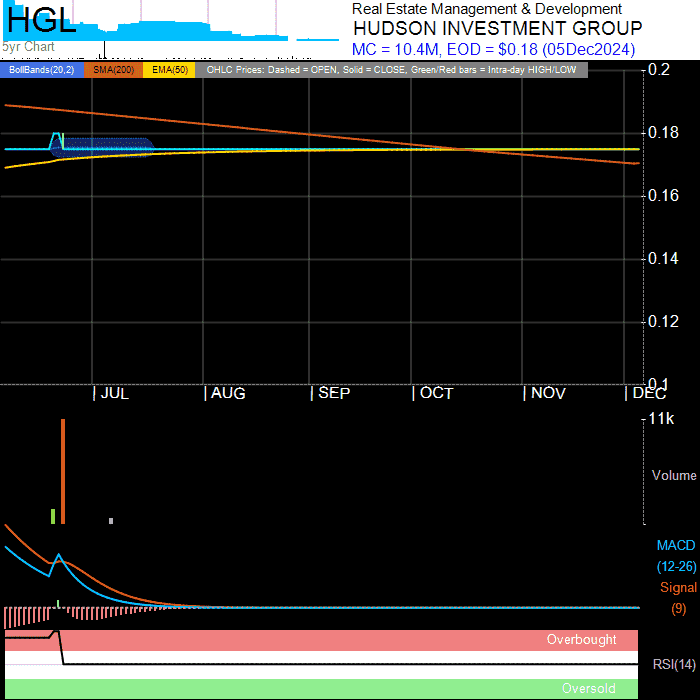 HGL
Real Estate Management & Development
HUDSON INVESTMENT GROUP
5yr Chart
MC = 10.4M, EOD = $0.18 (05Dec2024)
BollBands(20,2) SMA(200) EMA(50) OHLC Prices: Dashed = OPEN, Solid = CLOSE, Green/Red bars = Intra-day HIGH/LOW
0.2
0.18
0.16
0.14
0.12
0.1
JUL AUG SEP OCT NOV DEC
11k
Volume
MACD
(12-26)
Signal
(9)
Overbought
RSI(14)
Oversold